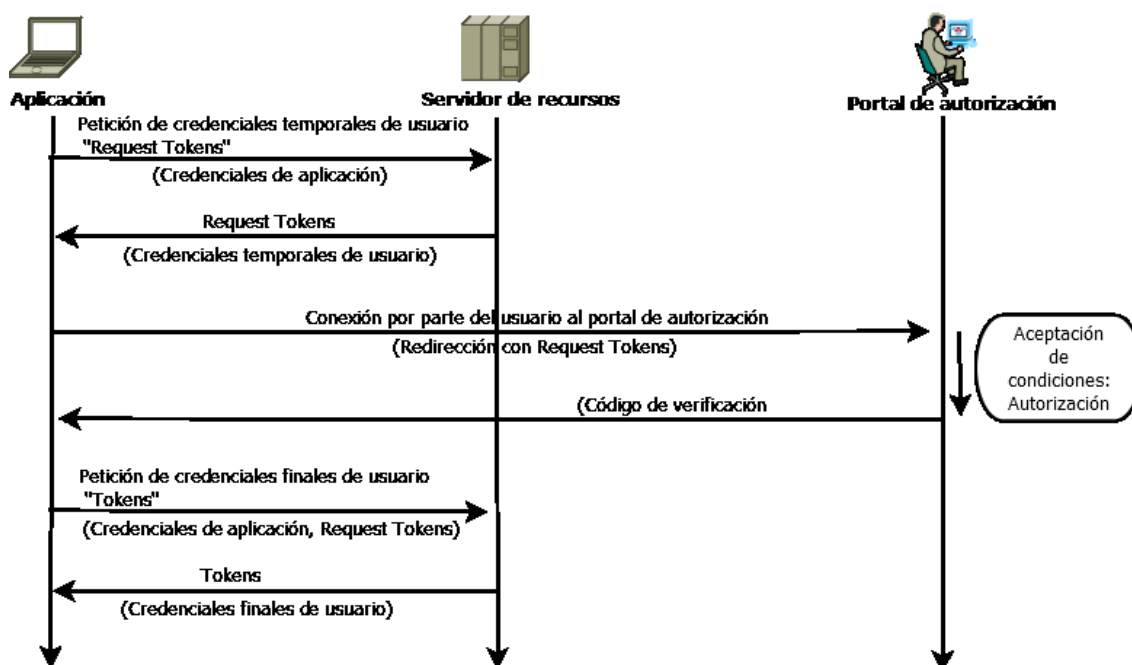 Aplicación
Servidor de recursos
Portal de autorización
Petición de credenciales temporales de usuario
"Request Tokens"
(Credenciales de aplicación)
Request Tokens
(Credenciales temporales de usuario)
Conexión por parte del usuario al portal de autorización
(Redirección con Request Tokens)
Aceptación
de
condiciones:
Autorización
(Código de verificación
Petición de credenciales finales de usuario
"Tokens"
(Credenciales de aplicación, Request Tokens)
Tokens
(Credenciales finales de usuario)